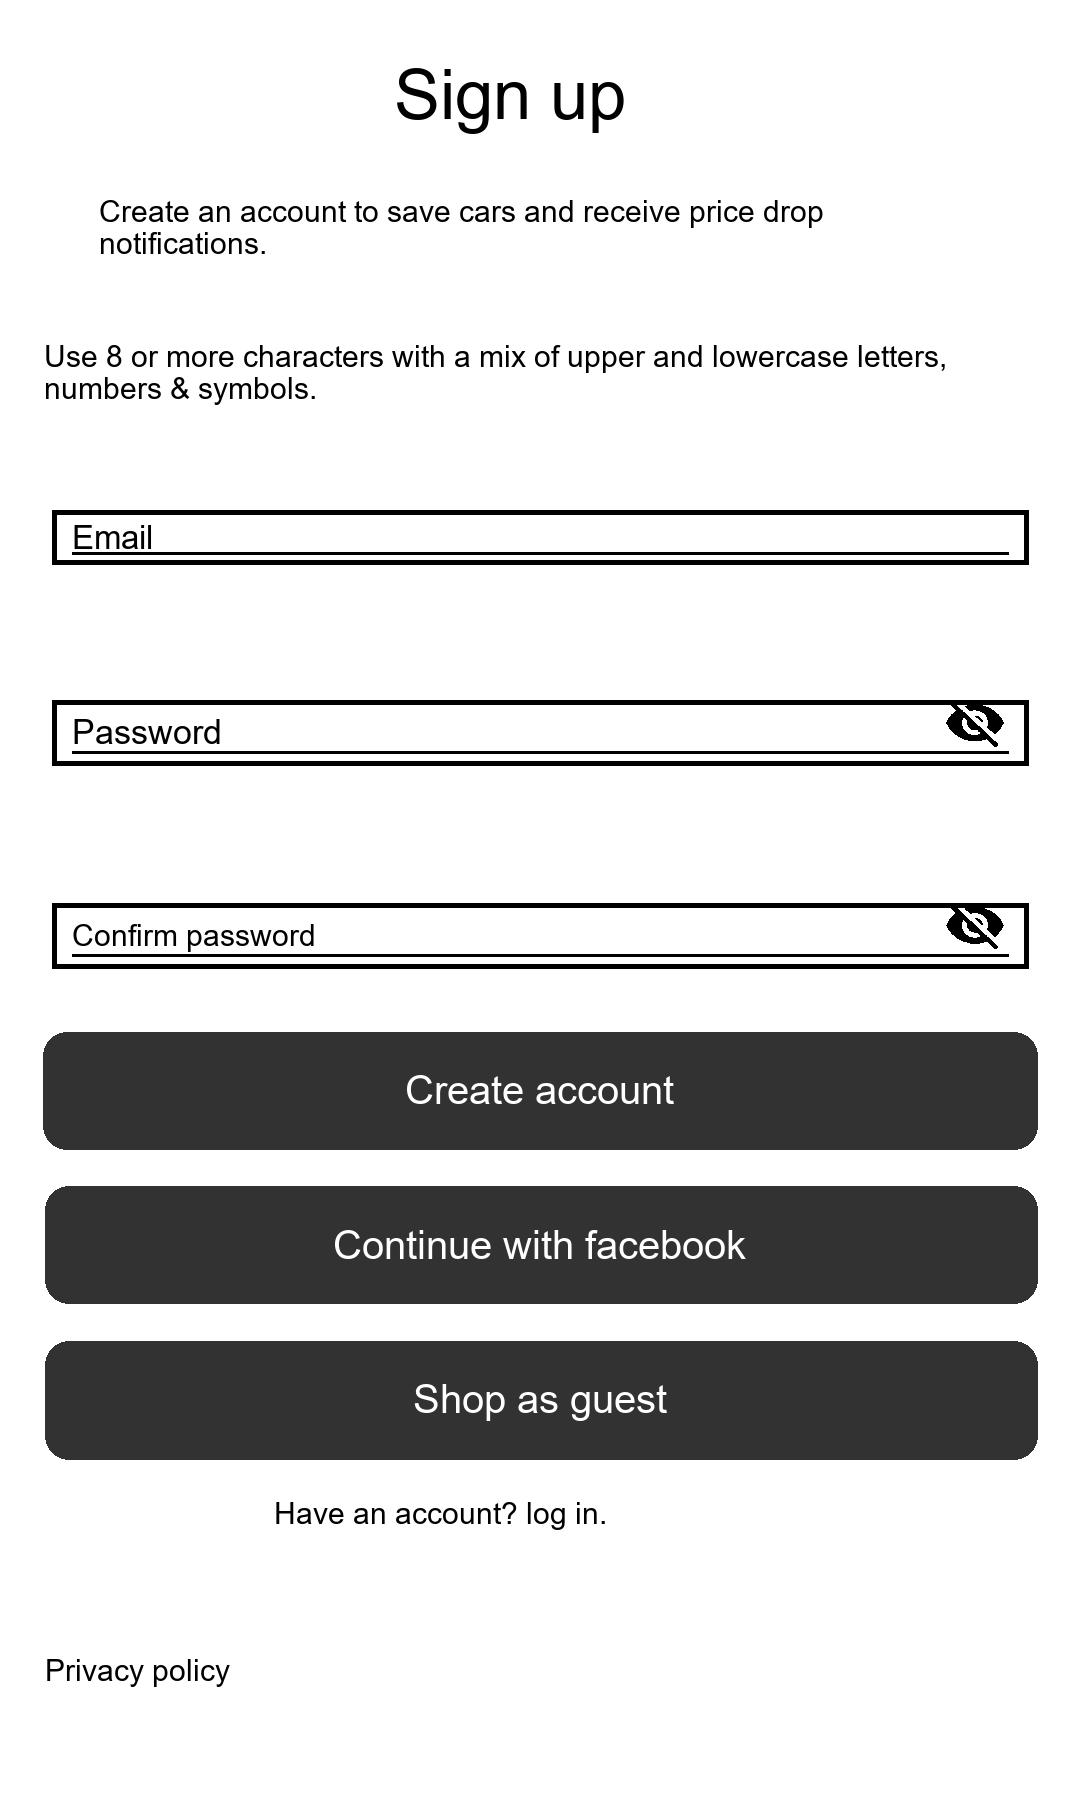 Sign up
Create an account to save cars and receive price drop
notifications.
Use 8 or more characters with a mix of upper and lowercase letters,
numbers & symbols.
Email
Password
Confirm password
Create account
Continue with facebook
Shop as guest
Have an account? log in.
Privacy policy